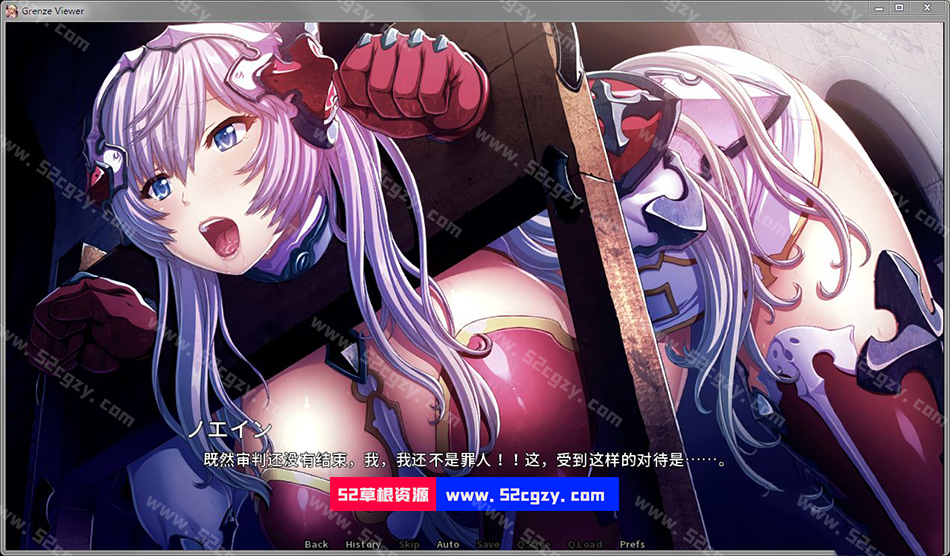 Grenze Viewer
ノエイン
既然审判还没有结束，我，我还不是罪人！！这，受到这样的对待是……。
52草根资源 www.52cgzy.com
Back History Skip Auto Save Q.Save Q.Load Prefs
www.52cgzy.com